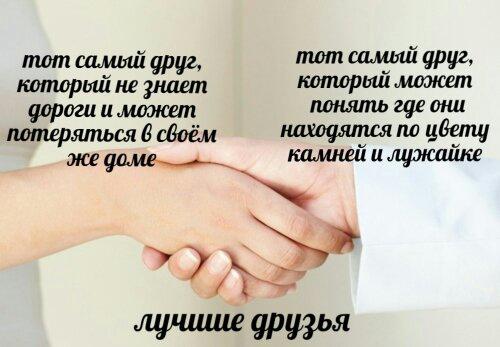 тот самый друг,
который не знает
дороги и может
потеряться в своём
же доме
тот самый друг,
который может
понять где они
находятся по цвету
камней и лужайке
лучшие друзья